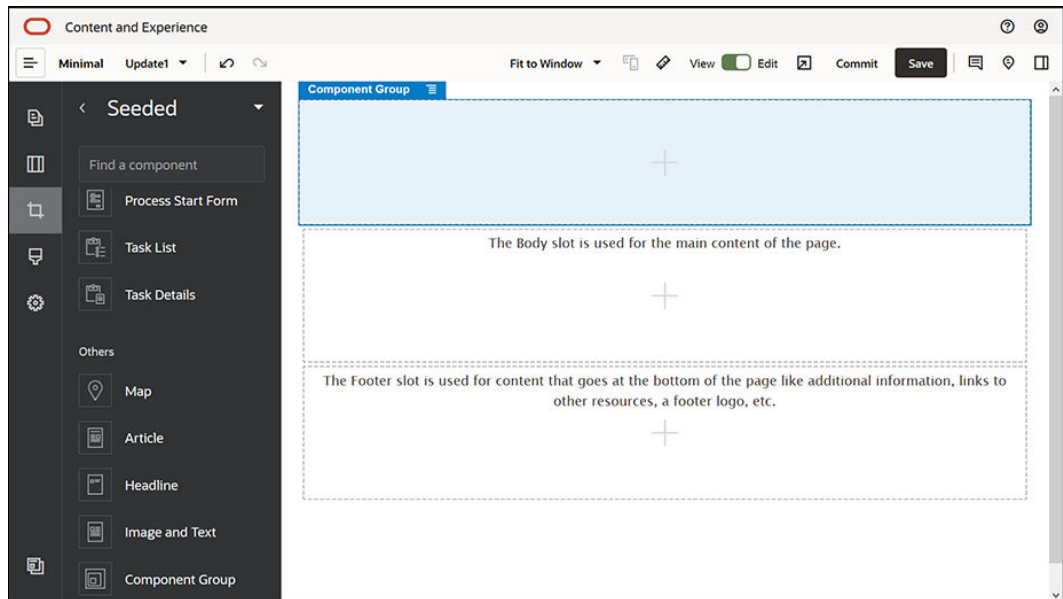 Content and Experience
Minimal
Update1
Fit to Window
View
Edit
Commit
Save
Seeded
Find a component
Process Start Form
Task List
Task Details
Others
Map
Article
Headline
Image and Text
Component Group
Component Group
The Body slot is used for the main content of the page.
The Footer slot is used for content that goes at the bottom of the page like additional information, links to
other resources, a footer logo, etc.